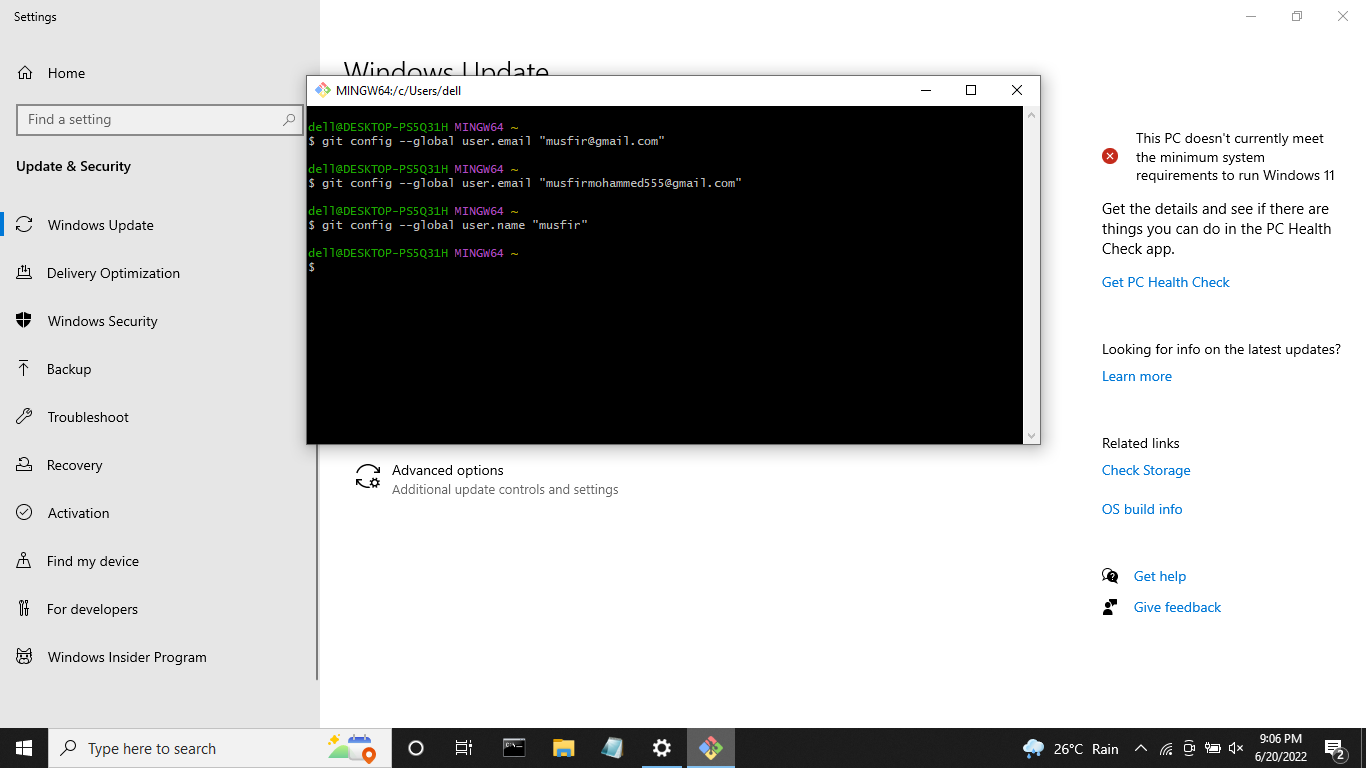 Settings
Home
Find a setting
Update & Security
Windows Update
Delivery Optimization
Windows Security
Backup
Troubleshoot
Recovery
Activation
Find my device
For developers
Windows Insider Program
Windows Update
MINGW64:/c/Users/dell
dell@DESKTOP-PS5Q31H MINGW64 ~
$ git config --global user.email "musfir@gmail.com"
dell@DESKTOP-PS5Q31H MINGW64 ~
$ git config --global user.email "musfirmohammed555@gmail.com"
dell@DESKTOP-PS5Q31H MINGW64 ~
$ git config --global user.name "musfir"
dell@DESKTOP-PS5Q31H MINGW64 ~
$
Advanced options
Additional update controls and settings
This PC doesn't currently meet
the minimum system
requirements to run Windows 11
Get the details and see if there are
things you can do in the PC Health
Check app.
Get PC Health Check
Looking for info on the latest updates?
Learn more
Related links
Check Storage
OS build info
Get help
Give feedback
Type here to search
26°C Rain
9:06 PM
6/20/2022
2